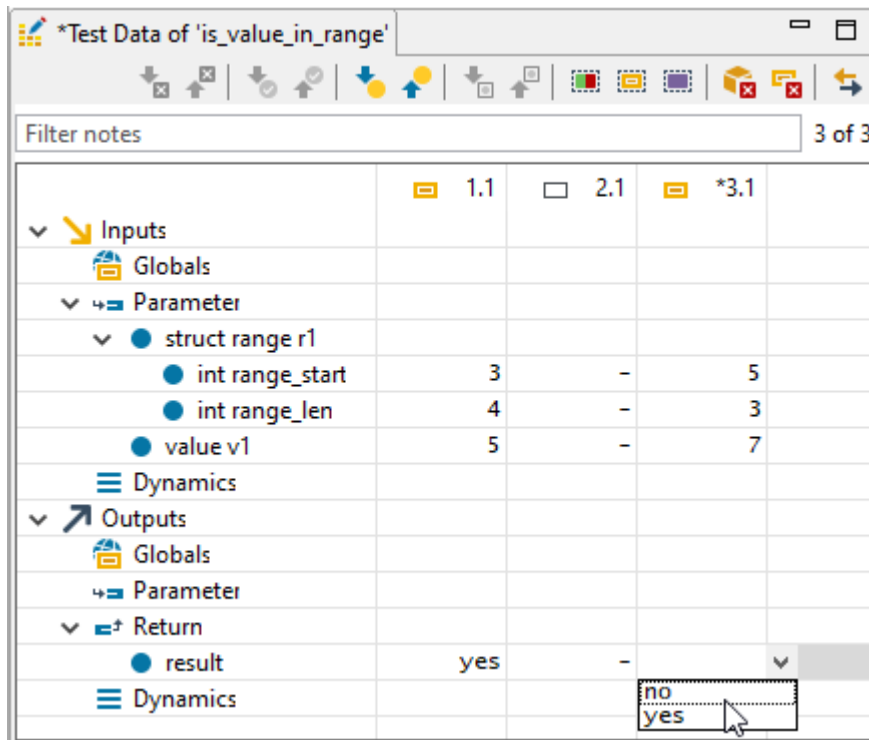 *Test Data of 'is_value_in_range'
Filter notes 3 of 3
1.1 2.1 *3.1
Inputs
Globals
Parameter
struct range r1
int range_start 3 - 5
int range_len 4 - 3
value v1 5 - 7
Dynamics
Outputs
Globals
Parameter
Return
result yes -
Dynamics no
yes